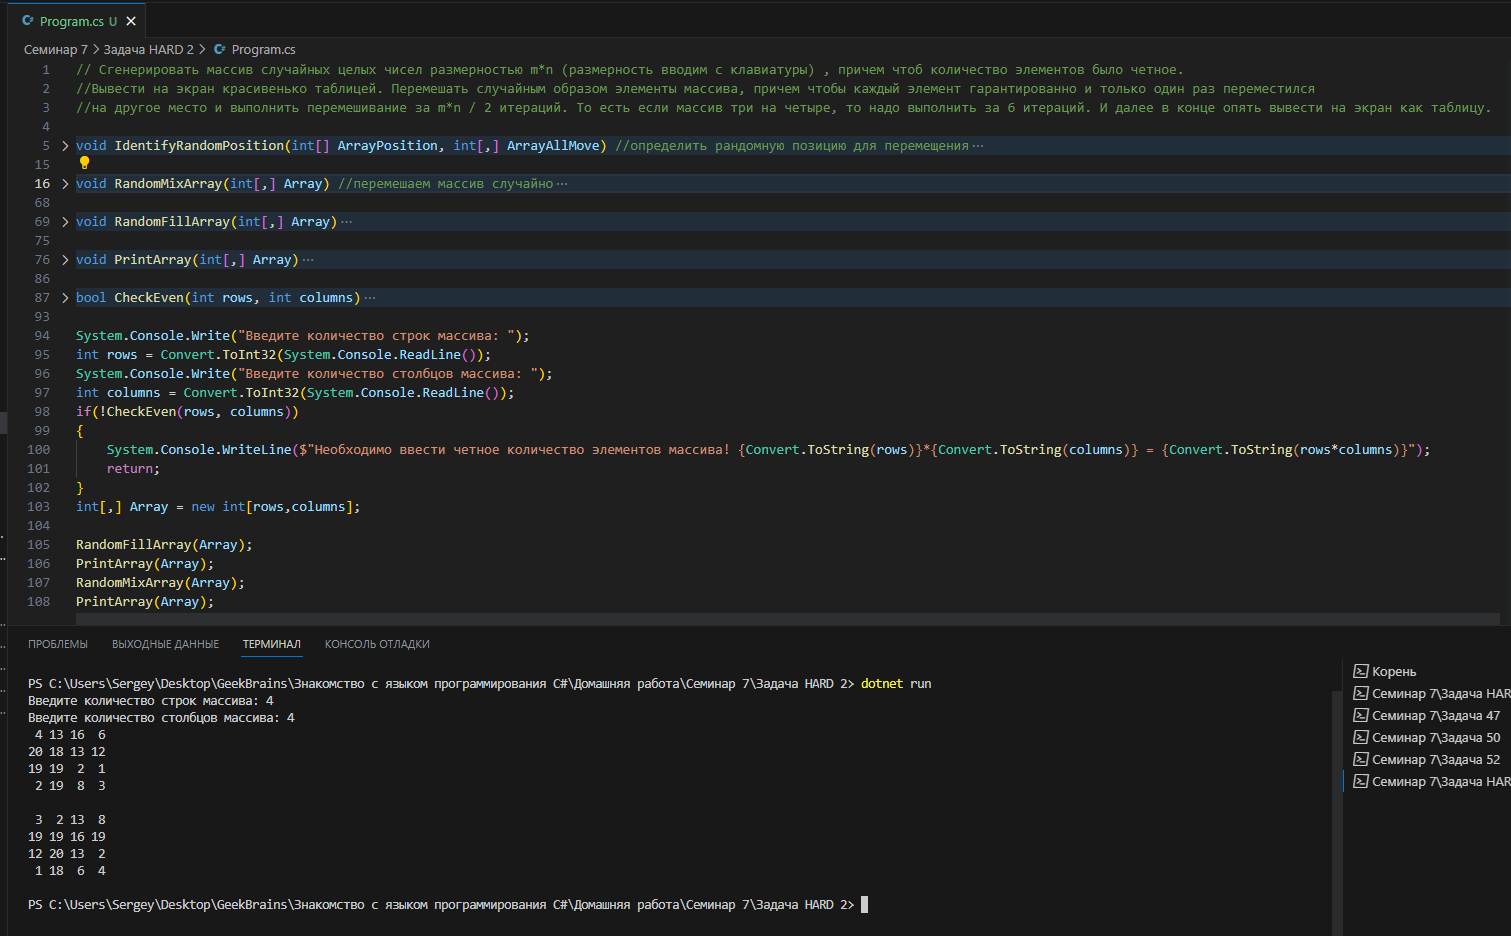 Program.cs U
Семинар 7 > Задача HARD 2 > Program.cs
1 // Сгенерировать массив случайных целых чисел размерностью m*n (размерность вводим с клавиатуры) , причем чтоб количество элементов было четное.
2 //Вывести на экран красивенько таблицей. Перемешать случайным образом элементы массива, причем чтобы каждый элемент гарантированно и только один раз переместился
3 //на другое место и выполнить перемешивание за m*n / 2 итераций. То есть если массив три на четыре, то надо выполнить за 6 итераций. И далее в конце опять вывести на экран как таблицу.
4
5 > void IdentifyRandomPosition(int[] ArrayPosition, int[,] ArrayAllMove) //определить рандомную позицию для перемещения ...
15
16 > void RandomMixArray(int[,] Array) //перемешаем массив случайно ...
68
69 > void RandomFillArray(int[,] Array) ...
75
76 > void PrintArray(int[,] Array) ...
86
87 > bool CheckEven(int rows, int columns) ...
93
94 System.Console.Write("Введите количество строк массива: ");
95 int rows = Convert.ToInt32(System.Console.ReadLine());
96 System.Console.Write("Введите количество столбцов массива: ");
97 int columns = Convert.ToInt32(System.Console.ReadLine());
98 if(!CheckEven(rows, columns))
99 {
100 System.Console.WriteLine($"Необходимо ввести четное количество элементов массива! {Convert.ToString(rows)}*{Convert.ToString(columns)} = {Convert.ToString(rows*columns)}");
101 return;
102 }
103 int[,] Array = new int[rows,columns];
104
105 RandomFillArray(Array);
106 PrintArray(Array);
107 RandomMixArray(Array);
108 PrintArray(Array);
ПРОБЛЕМЫ ВЫХОДНЫЕ ДАННЫЕ ТЕРМИНАЛ КОНСОЛЬ ОТЛАДКИ
PS C:\Users\Sergey\Desktop\GeekBrains\Знакомство с языком программирования C#\Домашняя работа\Семинар 7\Задача HARD 2> dotnet run
Введите количество строк массива: 4
Введите количество столбцов массива: 4
4 13 16 6
20 18 13 12
19 19 2 1
2 19 8 3
3 2 13 8
19 19 16 19
12 20 13 2
1 18 6 4
PS C:\Users\Sergey\Desktop\GeekBrains\Знакомство с языком программирования C#\Домашняя работа\Семинар 7\Задача HARD 2>
Корень
Семинар 7\Задача HAR
Семинар 7\Задача 47
Семинар 7\Задача 50
Семинар 7\Задача 52
Семинар 7\Задача HAR